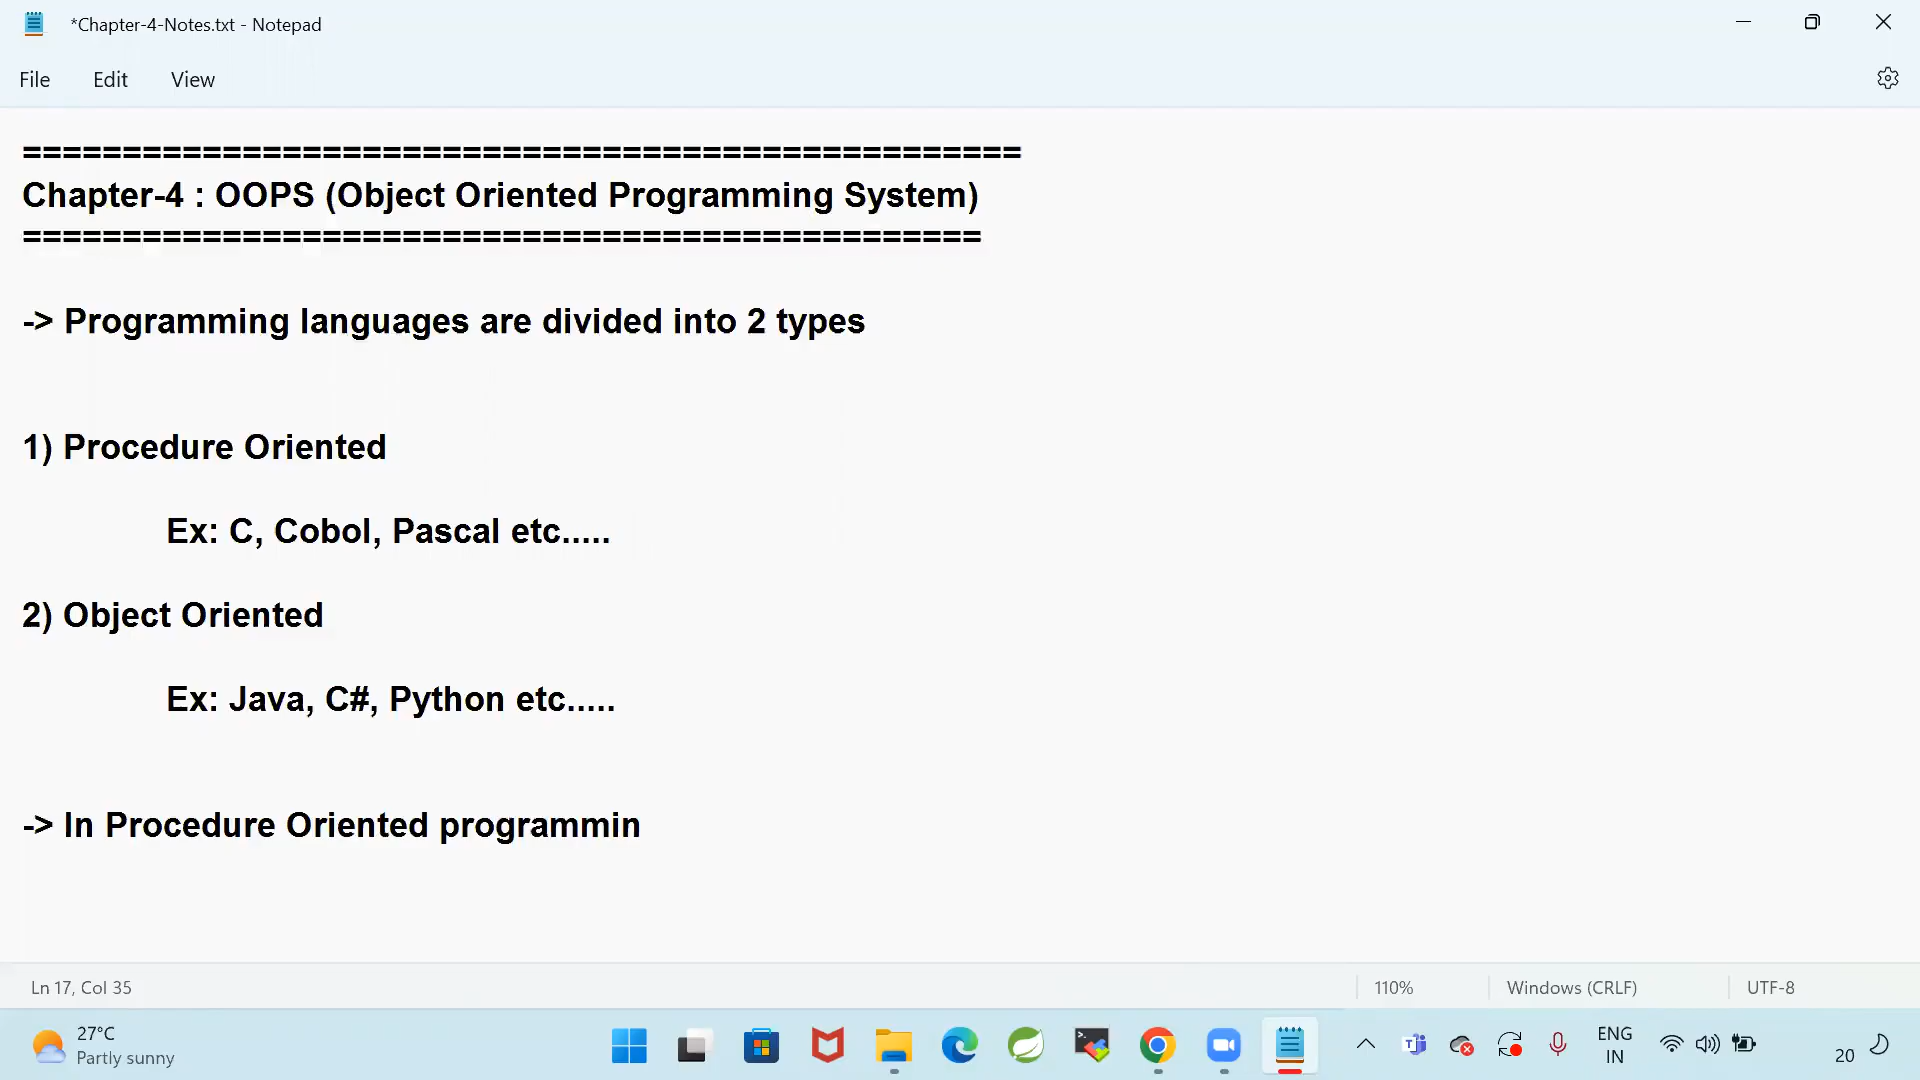 *Chapter-4-Notes.txt - Notepad
File Edit View
==================================================
Chapter-4 : OOPS (Object Oriented Programming System)
================================================
-> Programming languages are divided into 2 types
1) Procedure Oriented
Ex: C, Cobol, Pascal etc.....
2) Object Oriented
Ex: Java, C#, Python etc.....
-> In Procedure Oriented programmin
Ln 17, Col 35 110% Windows (CRLF) UTF-8
27°C
Partly sunny
ENG
IN
20